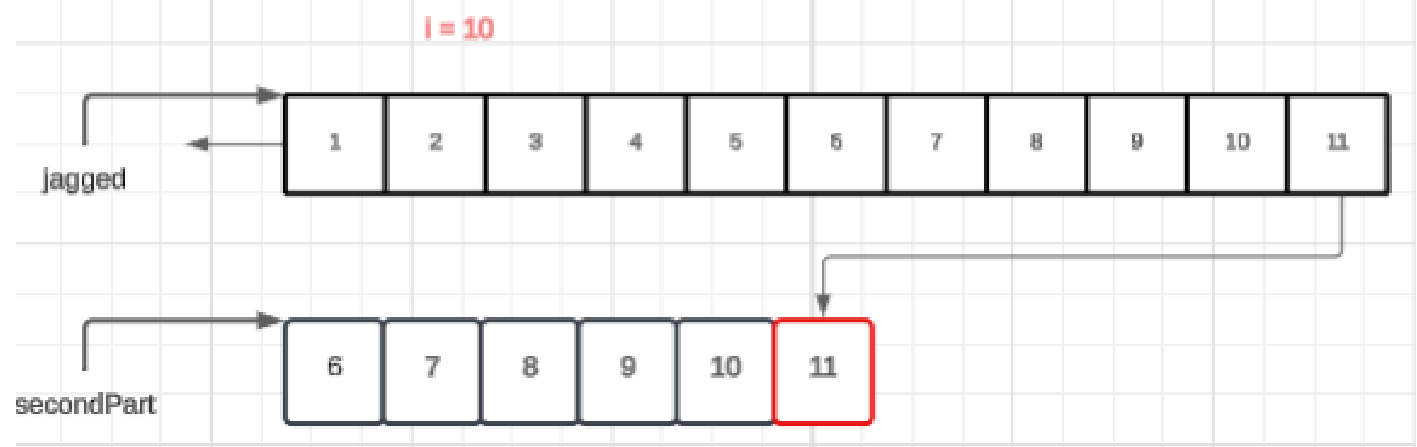 i = 10
1 2 3 4 5 6 7 8 9 10 11
jagged
6 7 8 9 10 11
secondPart